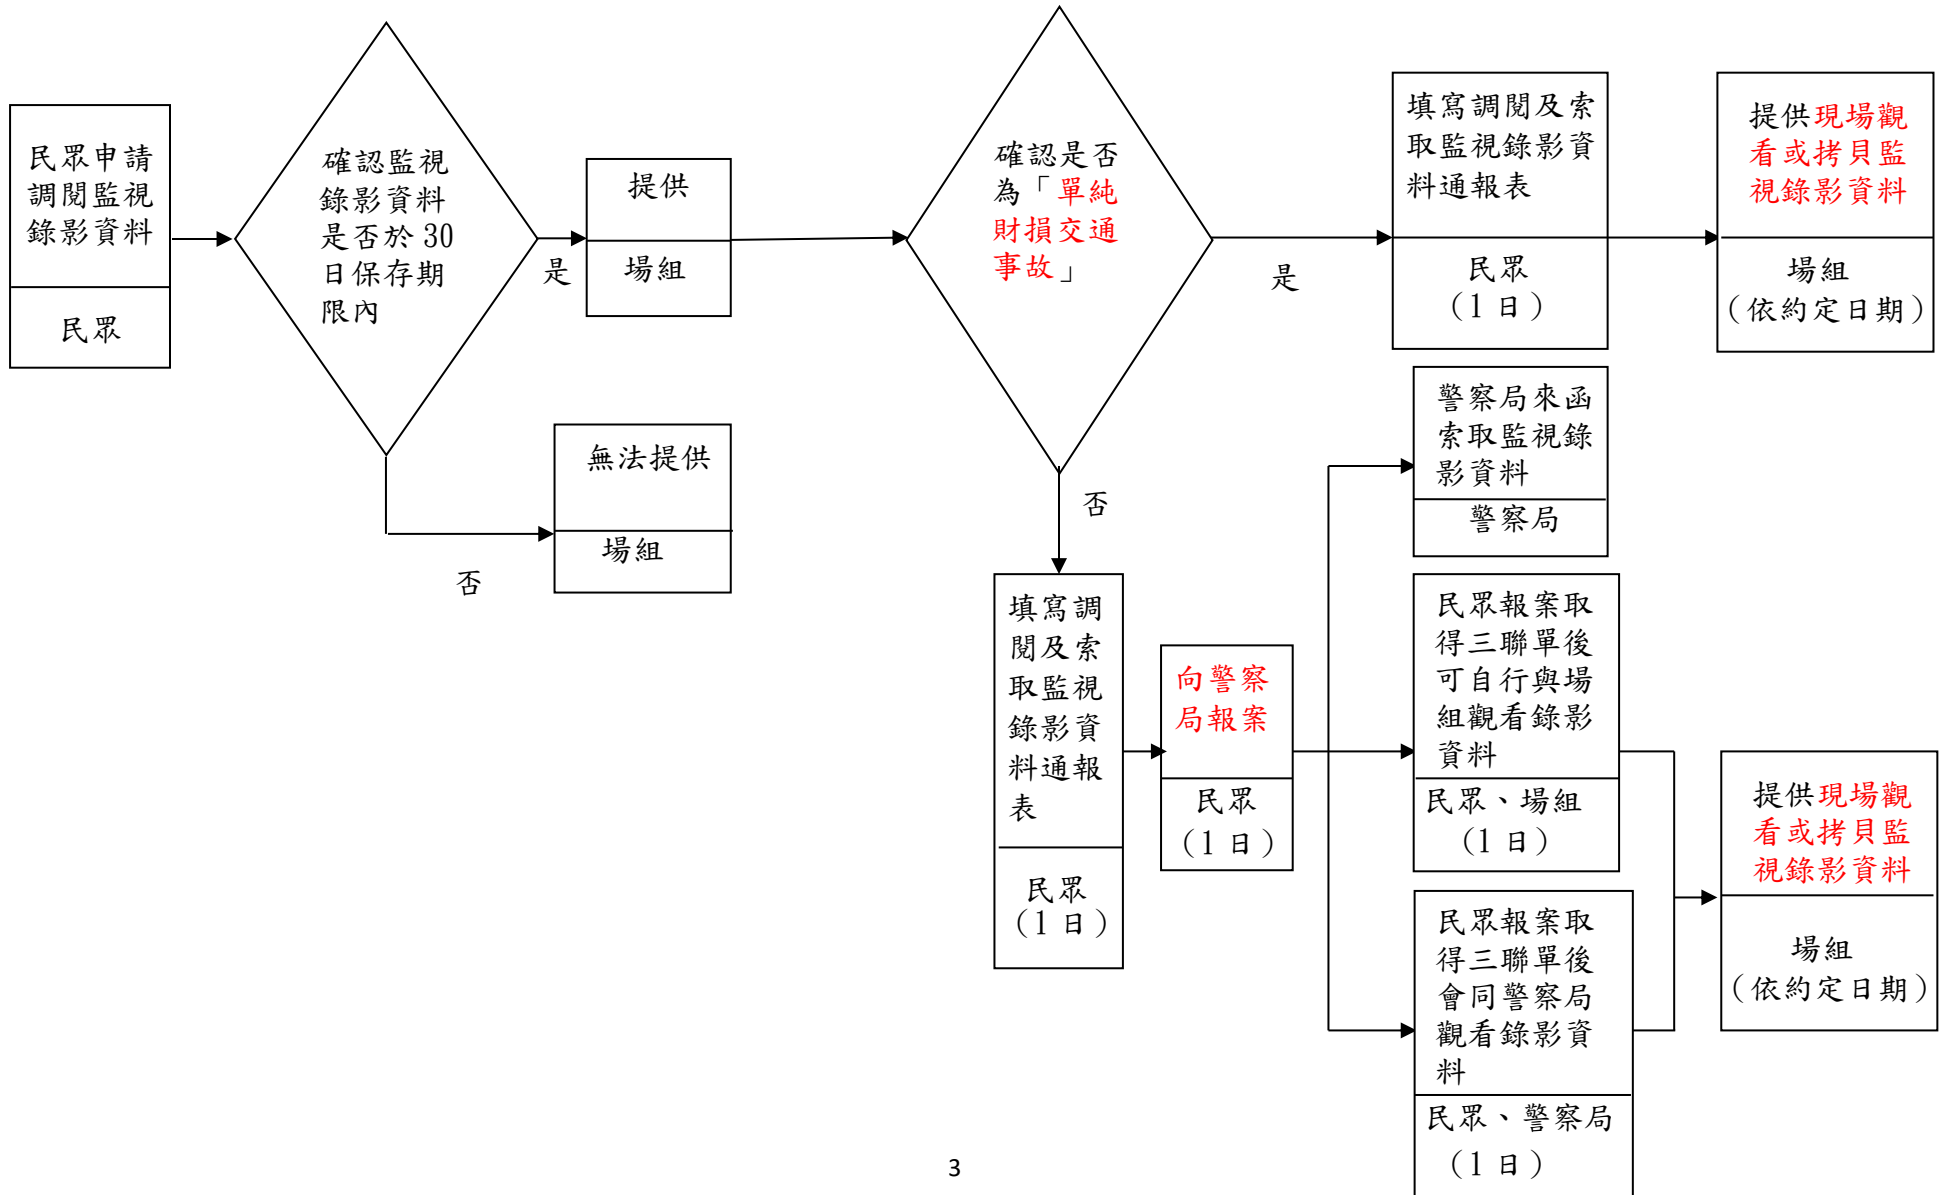 民眾申請
調閱監視
錄影資料
民眾
確認監視
錄影資料
是否於 30
日保存期
限內
是
否
提供
場組
無法提供
場組
確認是否
為「單純
財損交通
事故」
是
否
填寫調閱及索
取監視錄影資
料通報表
民眾
(1 日)
提供現場觀
看或拷貝監
視錄影資料
場組
(依約定日期)
填寫調
閱及索
取監視
錄影資
料通報
表
民眾
(1 日)
向警察
局報案
民眾
(1 日)
警察局來函
索取監視錄
影資料
警察局
民眾報案取
得三聯單後
可自行與場
組觀看錄影
資料
民眾、場組
(1 日)
民眾報案取
得三聯單後
會同警察局
觀看錄影資
料
民眾、警察局
(1 日)
提供現場觀
看或拷貝監
視錄影資料
場組
(依約定日期)
3